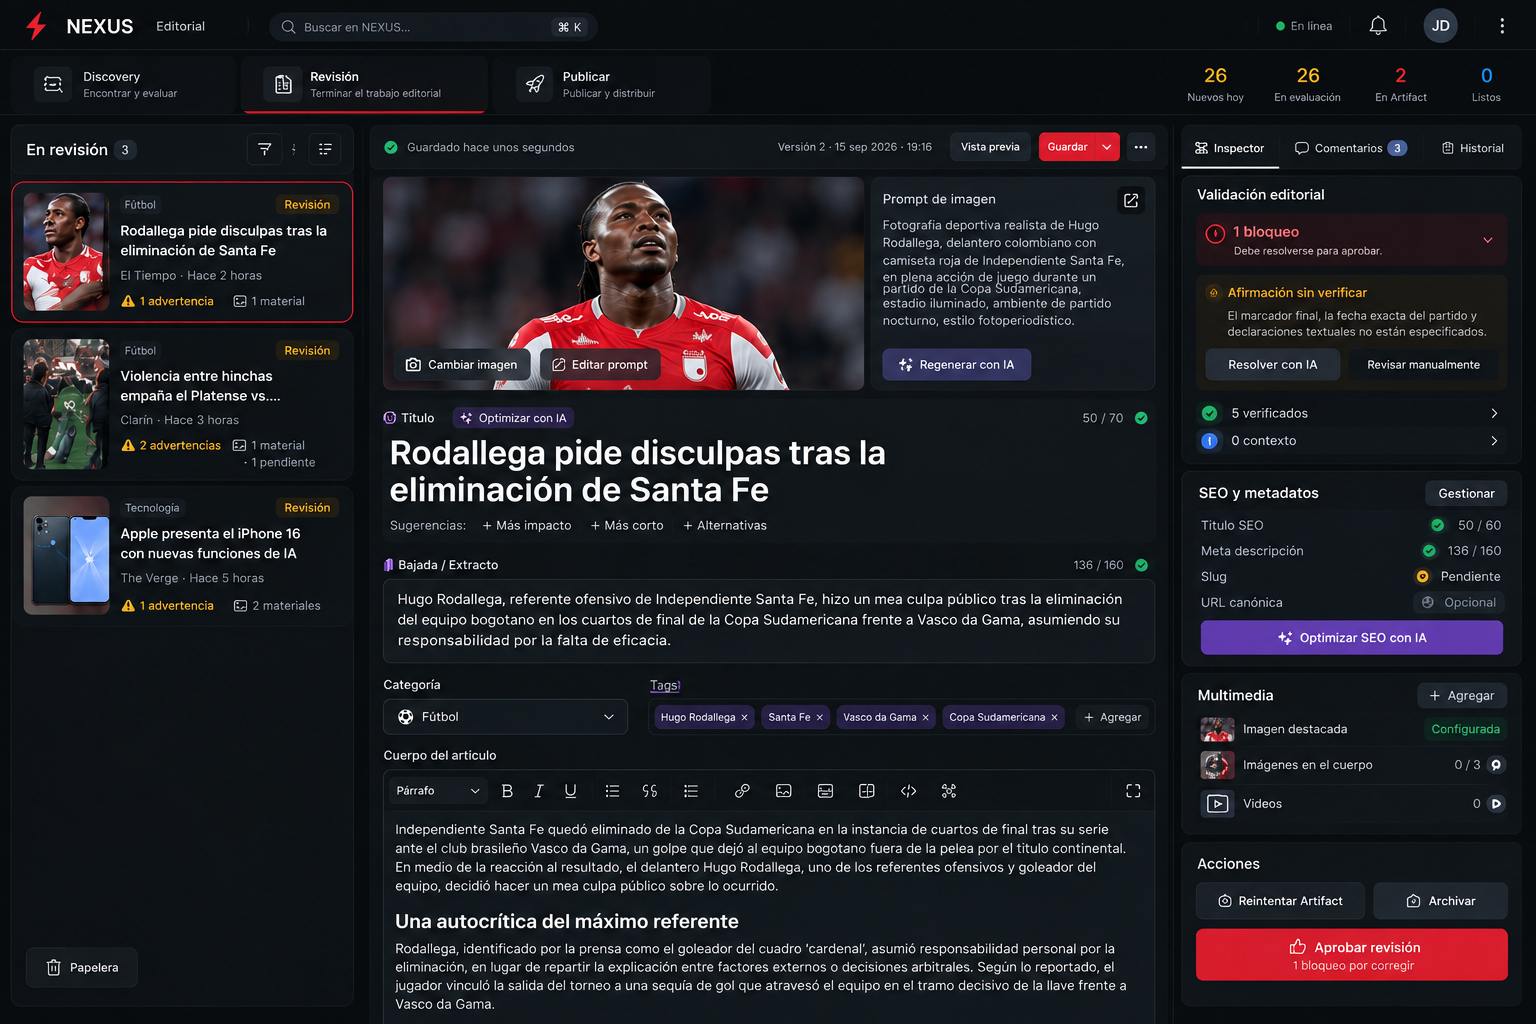 NEXUS
Editorial
Buscar en NEXUS...
⌘ K
En línea
JD
Discovery
Encontrar y evaluar
Revisión
Terminar el trabajo editorial
Publicar
Publicar y distribuir
26
Nuevos hoy
26
En evaluación
2
En Artifact
0
Listos
En revisión 3
Fútbol
Revisión
Rodallega pide disculpas tras la
eliminación de Santa Fe
El Tiempo · Hace 2 horas
1 advertencia
1 material
Fútbol
Revisión
Violencia entre hinchas
empaña el Platense vs....
Clarín · Hace 3 horas
2 advertencias
1 material
· 1 pendiente
Tecnología
Revisión
Apple presenta el iPhone 16
con nuevas funciones de IA
The Verge · Hace 5 horas
1 advertencia
2 materiales
Papelera
Guardado hace unos segundos
Versión 2 · 15 sep 2026 · 19:16
Vista previa
Guardar
Cambiar imagen
Editar prompt
Prompt de imagen
Fotografía deportiva realista de Hugo
Rodallega, delantero colombiano con
camiseta roja de Independiente Santa Fe,
en plena acción de juego durante un
partido de la Copa Sudamericana,
estadio iluminado, ambiente de partido
nocturno, estilo fotoperiodístico.
Regenerar con IA
Titulo
Optimizar con IA
50 / 70
Rodallega pide disculpas tras la
eliminación de Santa Fe
Sugerencias:
+ Más impacto
+ Más corto
+ Alternativas
Bajada / Extracto
136 / 160
Hugo Rodallega, referente ofensivo de Independiente Santa Fe, hizo un mea culpa público tras la eliminación
del equipo bogotano en los cuartos de final de la Copa Sudamericana frente a Vasco da Gama, asumiendo su
responsabilidad por la falta de eficacia.
Categoría
Fútbol
Tags
Hugo Rodallega ×
Santa Fe ×
Vasco da Gama ×
Copa Sudamericana ×
+ Agregar
Cuerpo del artículo
Párrafo
B
I
U
Independiente Santa Fe quedó eliminado de la Copa Sudamericana en la instancia de cuartos de final tras su serie
ante el club brasileño Vasco da Gama, un golpe que dejó al equipo bogotano fuera de la pelea por el titulo continental.
En medio de la reacción al resultado, el delantero Hugo Rodallega, uno de los referentes ofensivos y goleador del
equipo, decidió hacer un mea culpa público sobre lo ocurrido.
Una autocrítica del máximo referente
Rodallega, identificado por la prensa como el goleador del cuadro ‘cardenal’, asumió responsabilidad personal por la
eliminación, en lugar de repartir la explicación entre factores externos o decisiones arbitrales. Según lo reportado, el
jugador vinculó la salida del torneo a una sequía de gol que atravesó el equipo en el tramo decisivo de la llave frente a
Vasco da Gama.
Inspector
Comentarios 3
Historial
Validación editorial
1 bloqueo
Debe resolverse para aprobar.
Afirmación sin verificar
El marcador final, la fecha exacta del partido y
declaraciones textuales no están especificados.
Resolver con IA
Revisar manualmente
5 verificados
0 contexto
SEO y metadatos
Gestionar
Titulo SEO
50 / 60
Meta descripción
136 / 160
Slug
Pendiente
URL canónica
Opcional
Optimizar SEO con IA
Multimedia
+ Agregar
Imagen destacada
Configurada
Imágenes en el cuerpo
0 / 3
Videos
0
Acciones
Reintentar Artifact
Archivar
Aprobar revisión
1 bloqueo por corregir